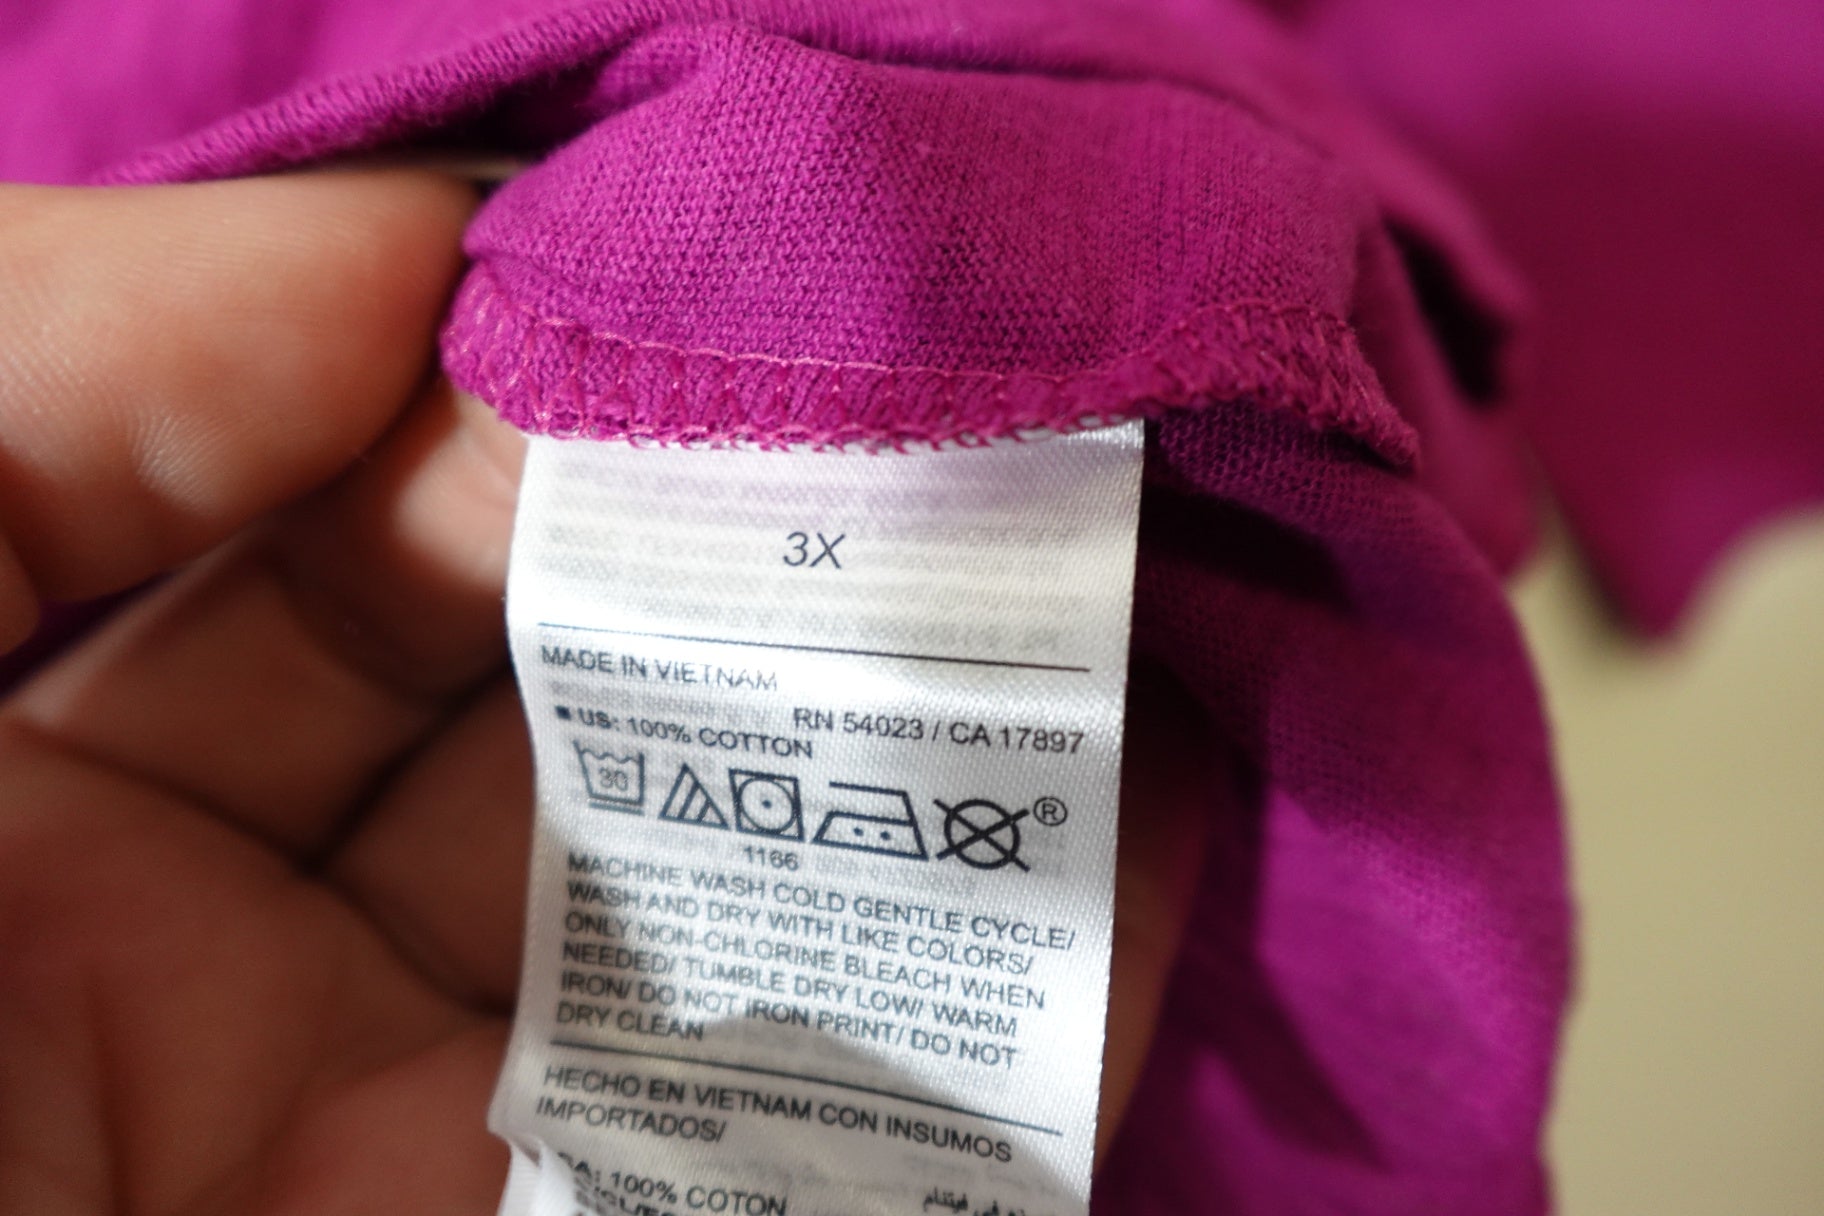 3X
MADE IN VIETNAM
RN 54023 / CA 17897
US: 100% COTTON
30
®
1166
MACHINE WASH COLD GENTLE CYCLE/
WASH AND DRY WITH LIKE COLORS/
ONLY NON-CHLORINE BLEACH WHEN
NEEDED/ TUMBLE DRY LOW/ WARM
IRON/ DO NOT IRON PRINT/ DO NOT
DRY CLEAN
HECHO EN VIETNAM CON INSUMOS
IMPORTADOS/
100% COTON
في فيتنام